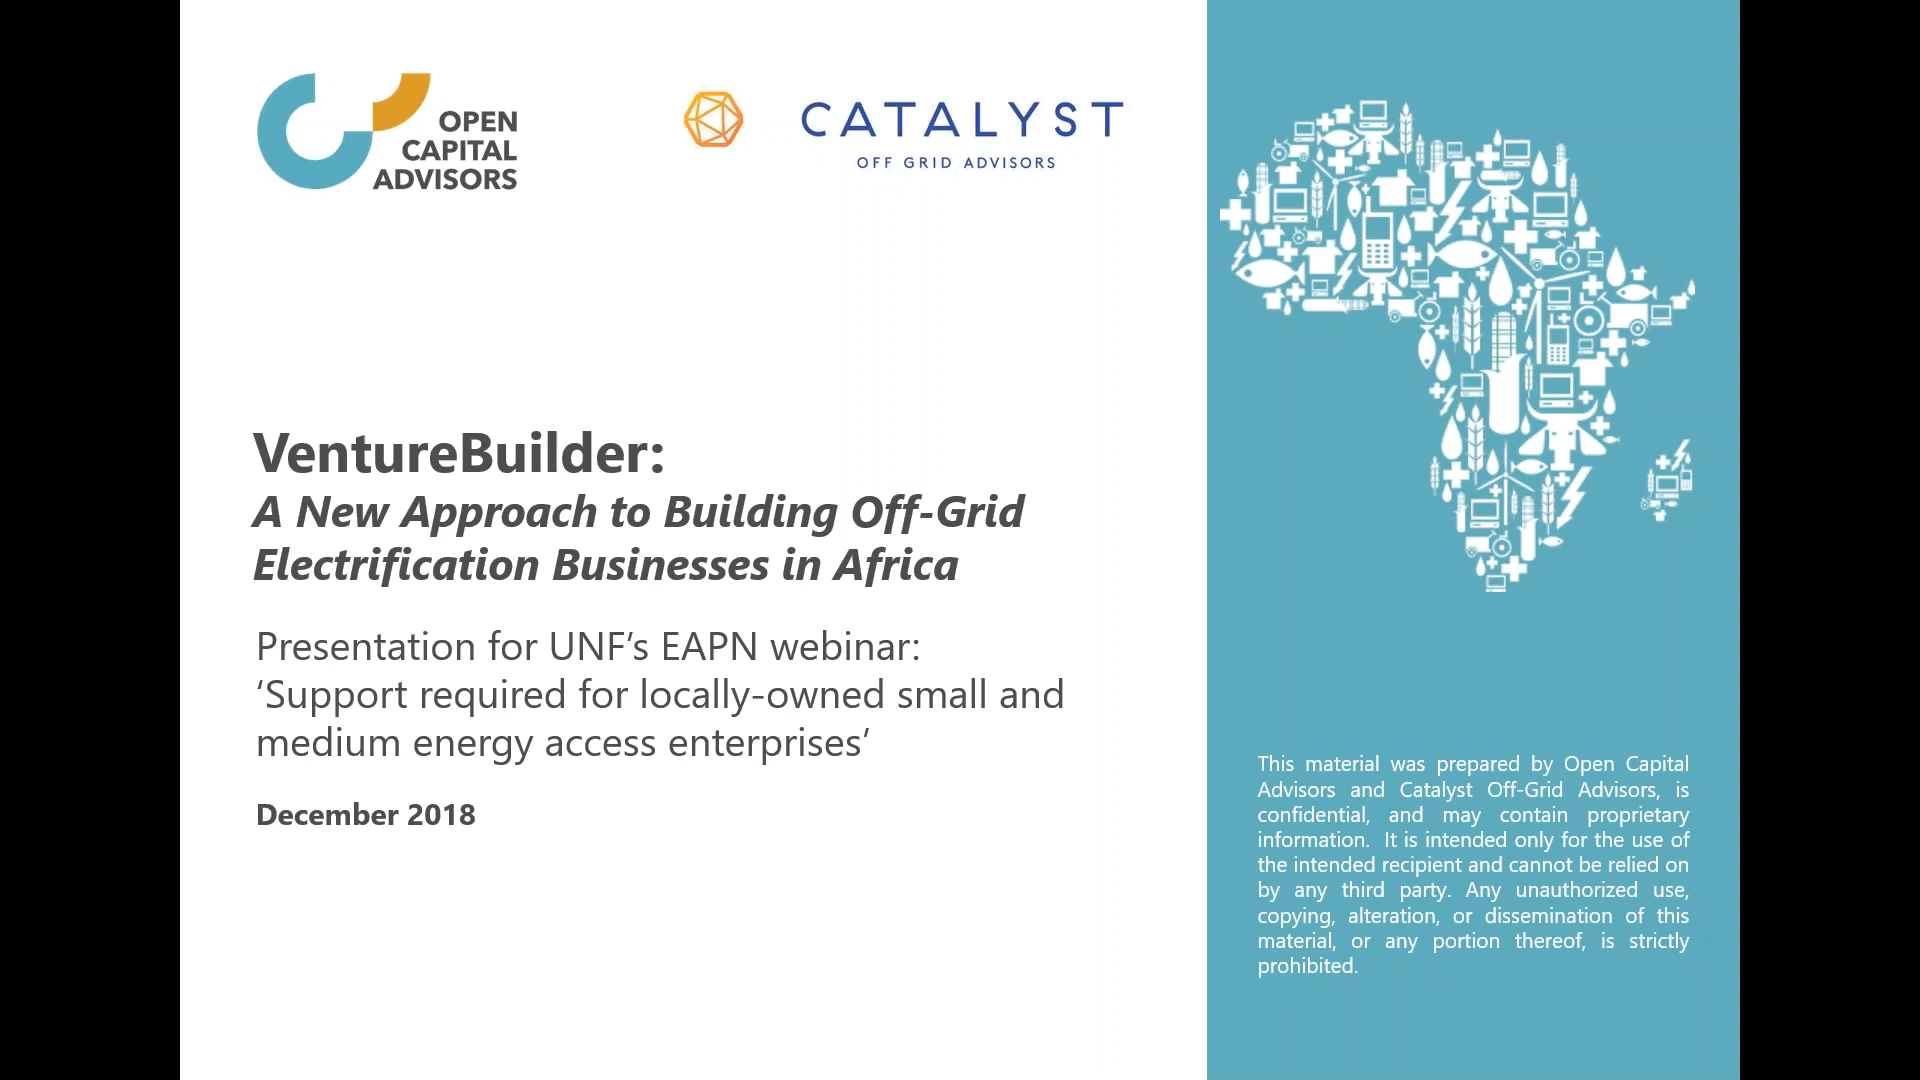 OPEN
CAPITAL
ADVISORS
CATALYST
OFF GRID ADVISORS
VentureBuilder:
A New Approach to Building Off-Grid
Electrification Businesses in Africa
Presentation for UNF’s EAPN webinar:
‘Support required for locally-owned small and
medium energy access enterprises’
December 2018
This material was prepared by Open Capital
Advisors and Catalyst Off-Grid Advisors, is
confidential, and may contain proprietary
information. It is intended only for the use of
the intended recipient and cannot be relied on
by any third party. Any unauthorized use,
copying, alteration, or dissemination of this
material, or any portion thereof, is strictly
prohibited.